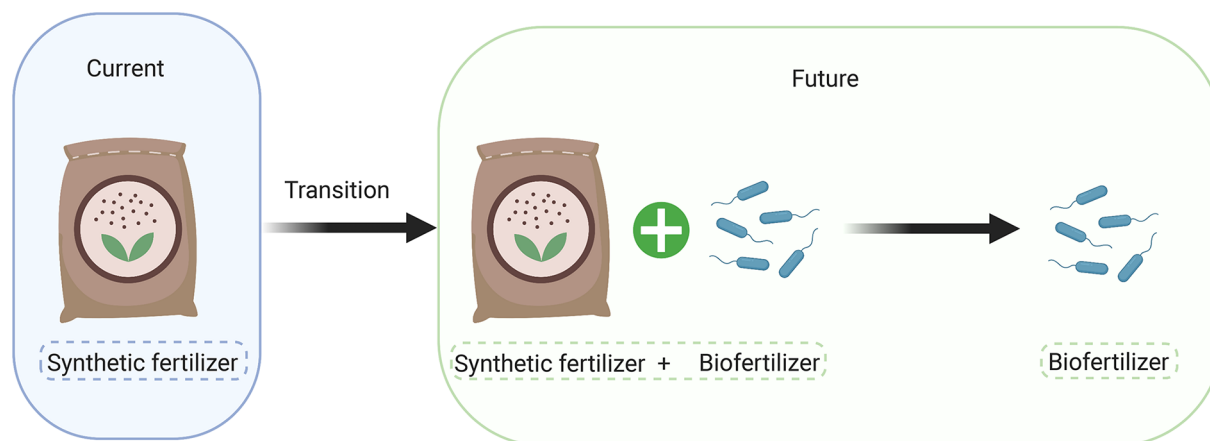 Current
Future
Transition
Synthetic fertilizer
Synthetic fertilizer + Biofertilizer
Biofertilizer